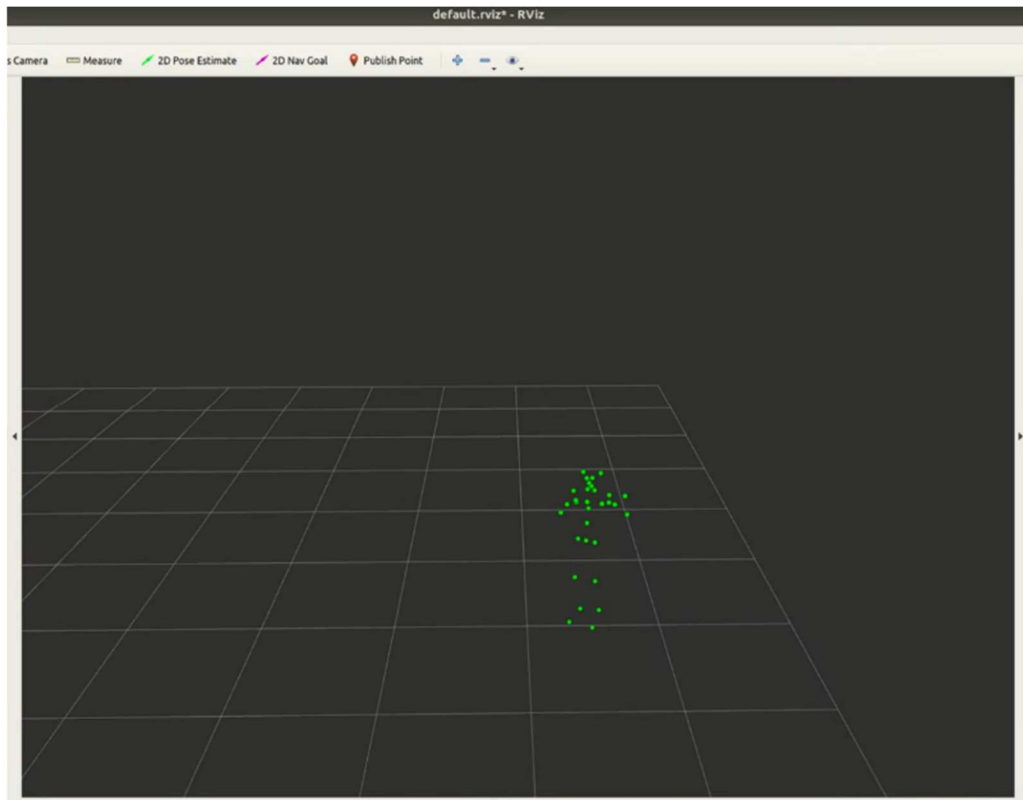 default.rviz* - RViz
s Camera Measure 2D Pose Estimate 2D Nav Goal Publish Point